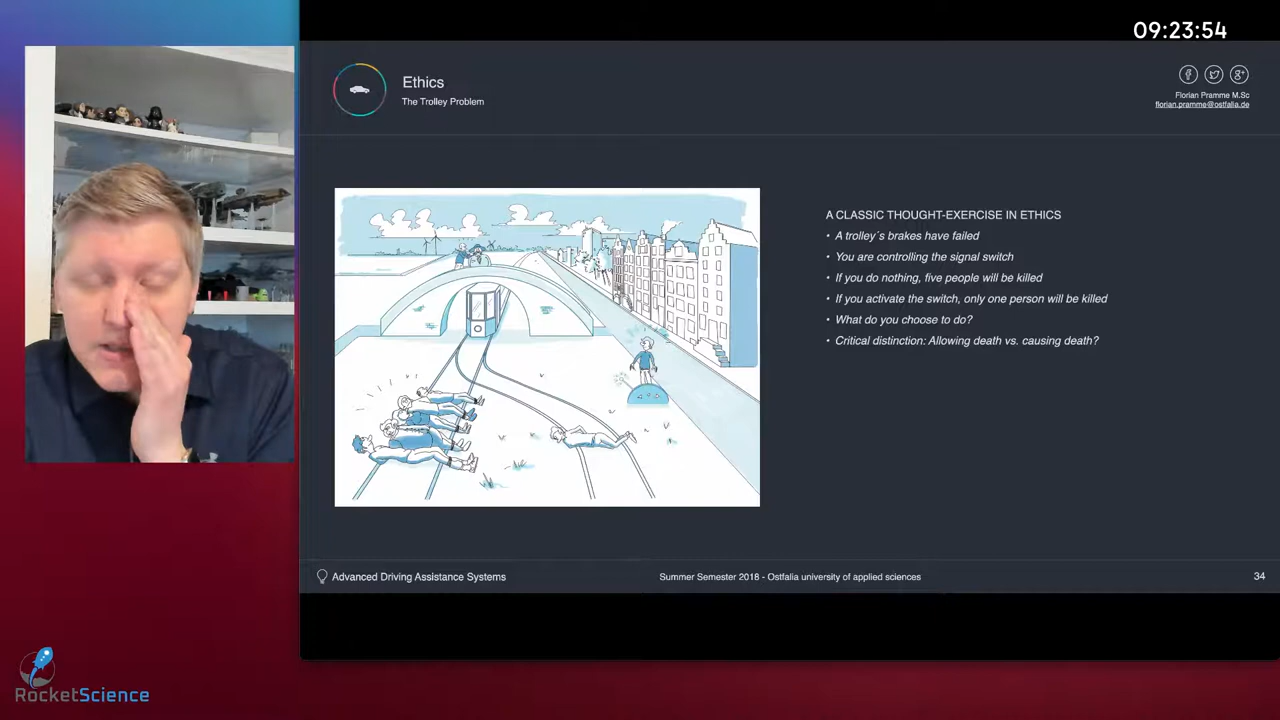 09:23:54
Ethics
The Trolley Problem
Florian Pramme M.Sc
florian.pramme@ostfalia.de
A CLASSIC THOUGHT-EXERCISE IN ETHICS
• A trolley´s brakes have failed
• You are controlling the signal switch
• If you do nothing, five people will be killed
• If you activate the switch, only one person will be killed
• What do you choose to do?
• Critical distinction: Allowing death vs. causing death?
Advanced Driving Assistance Systems
Summer Semester 2018 - Ostfalia university of applied sciences
34
RocketScience